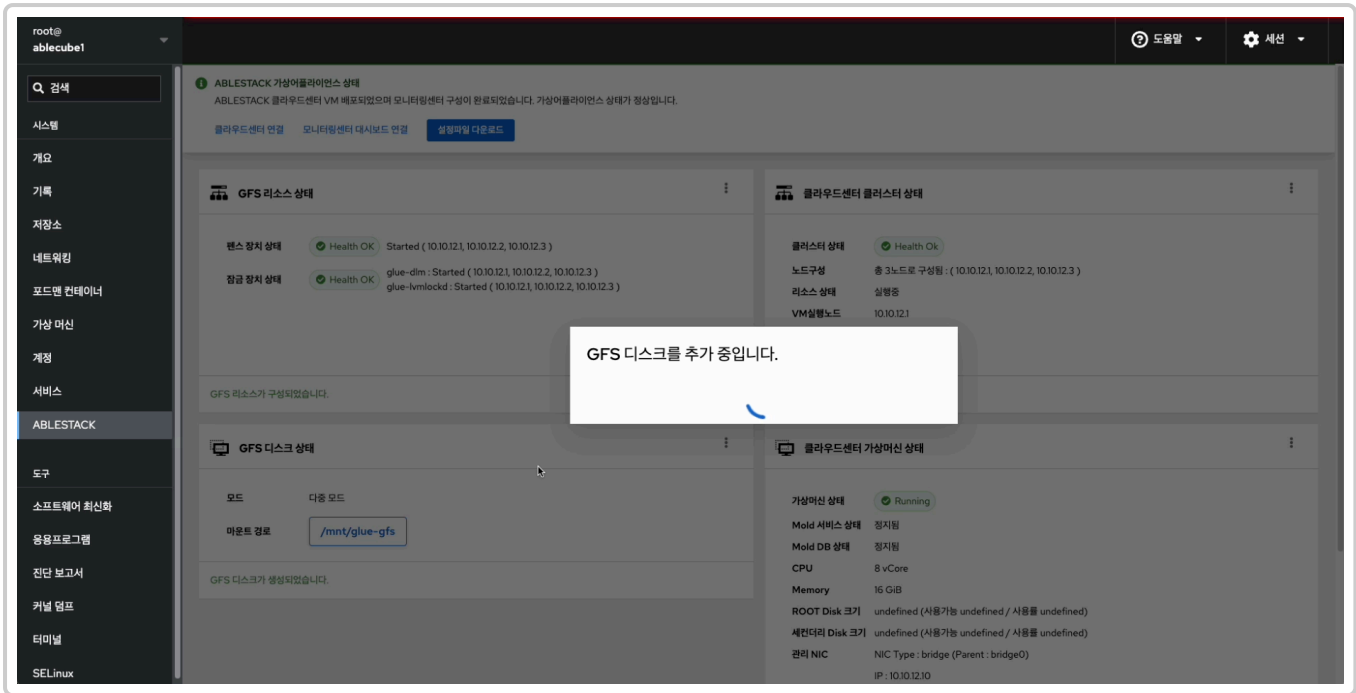 root@
ablecube1
도움말
세션
검색
시스템
개요
기록
저장소
네트워킹
포드맨 컨테이너
가상 머신
계정
서비스
ABLESTACK
도구
소프트웨어 최신화
응용프로그램
진단 보고서
커널 덤프
터미널
SELinux
ABLESTACK 가상어플라이언스 상태
ABLESTACK 클라우드센터 VM 배포되었으며 모니터링센터 구성이 완료되었습니다. 가상어플라이언스 상태가 정상입니다.
클라우드센터 연결 모니터링센터 대시보드 연결 설정파일 다운로드
GFS 리소스 상태
펜스 장치 상태 Health OK Started ( 10.10.12.1, 10.10.12.2, 10.10.12.3 )
잠금 장치 상태 Health OK glue-dlm : Started ( 10.10.12.1, 10.10.12.2, 10.10.12.3 )
glue-lvmlockd : Started ( 10.10.12.1, 10.10.12.2, 10.10.12.3 )
GFS 리소스가 구성되었습니다.
클라우드센터 클러스터 상태
클러스터 상태 Health Ok
노드구성 총 3노드로 구성됨 : ( 10.10.12.1, 10.10.12.2, 10.10.12.3 )
리소스 상태 실행중
VM실행노드 10.10.12.1
GFS 디스크를 추가 중입니다.
GFS 디스크 상태
모드 다중 모드
마운트 경로 /mnt/glue-gfs
GFS 디스크가 생성되었습니다.
클라우드센터 가상머신 상태
가상머신 상태 Running
Mold 서비스 상태 정지됨
Mold DB 상태 정지됨
CPU 8 vCore
Memory 16 GiB
ROOT Disk 크기 undefined (사용가능 undefined / 사용률 undefined)
세컨더리 Disk 크기 undefined (사용가능 undefined / 사용률 undefined)
관리 NIC NIC Type : bridge (Parent : bridge0)
IP : 10.10.12.10